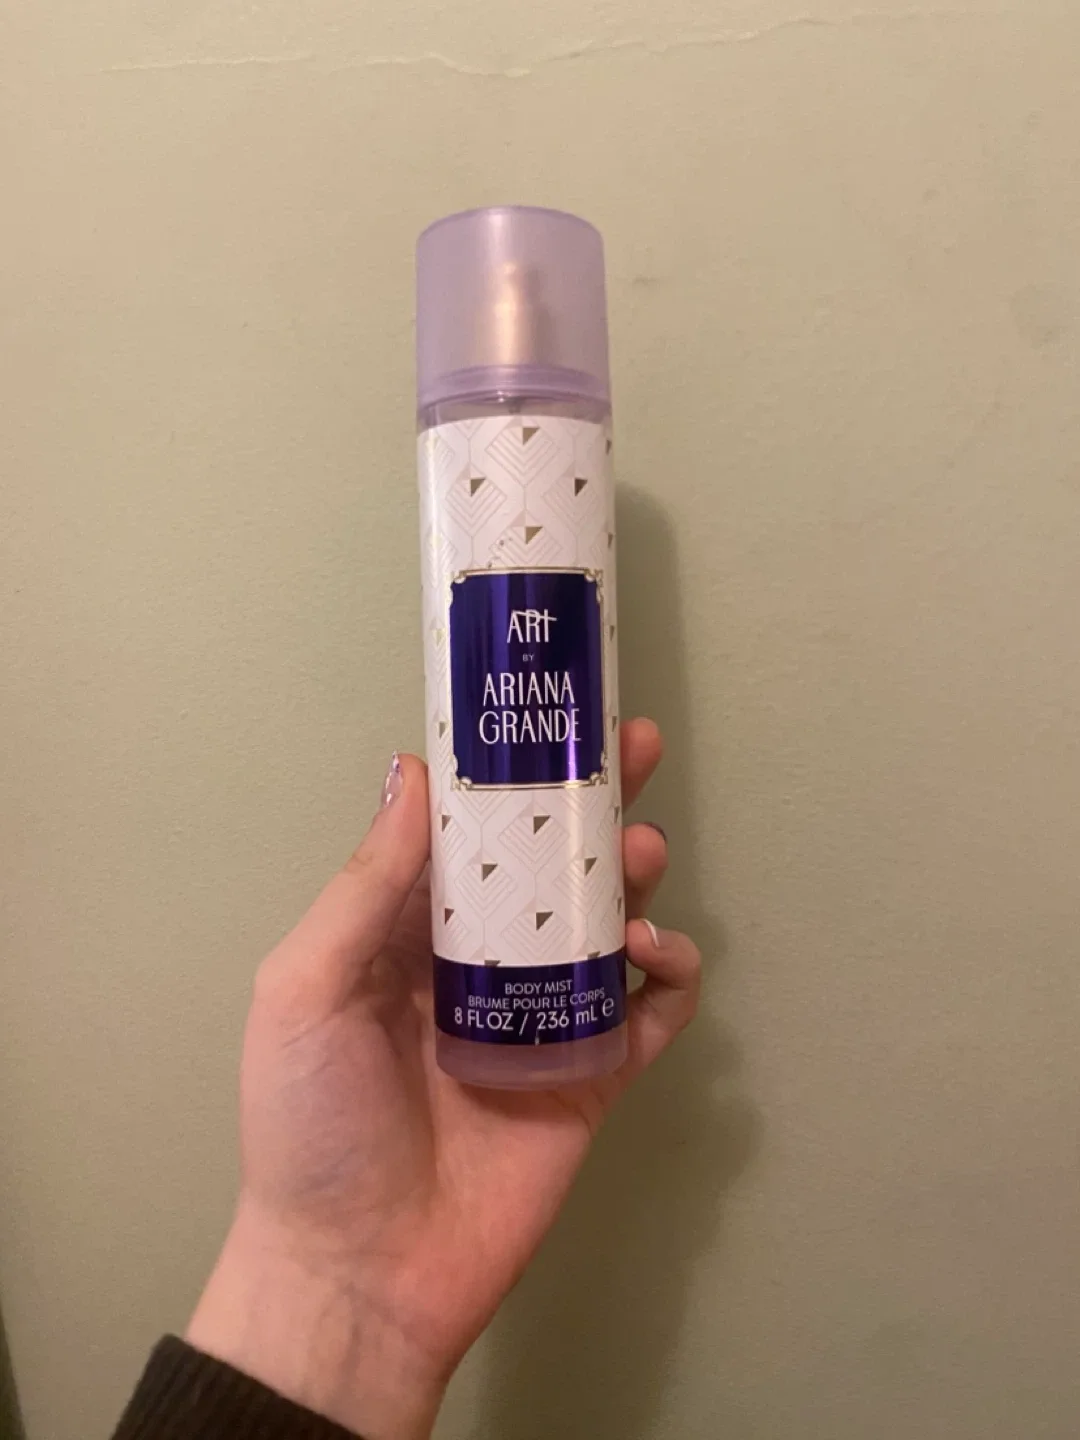 ARI
BY
ARIANA
GRANDE
BODY MIST
BRUME POUR LE CORPS
8 FL OZ / 236 mL ℮